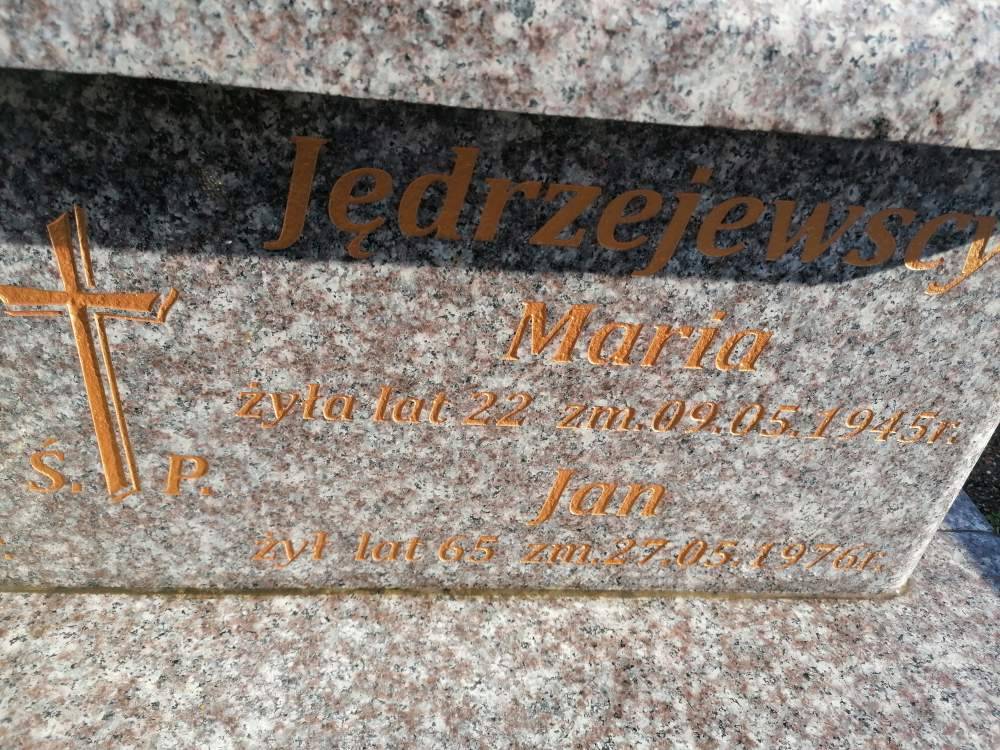 Jędrzejewscy
Maria
żyła lat 22 zm.09.05.1945r.
Ś. P.
Jan
żył lat 65 zm.27.05.1976r.